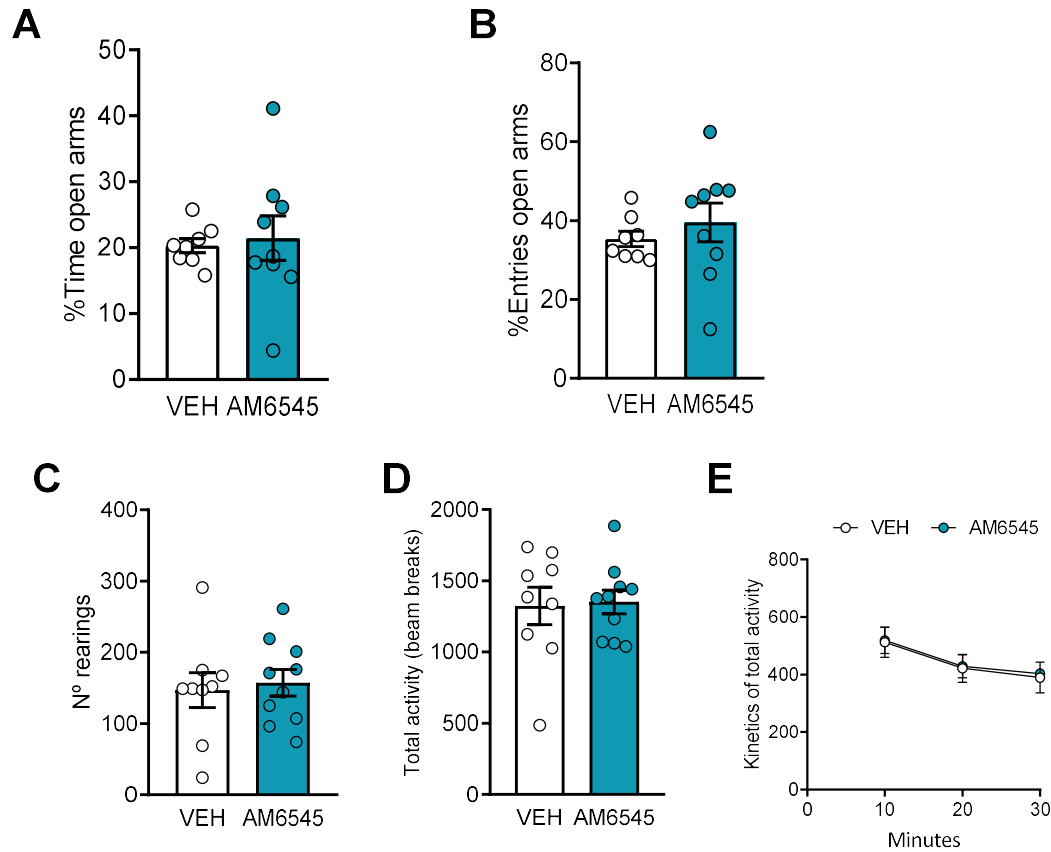 A
%Time open arms
50
40
30
20
10
0
VEH AM6545
B
%Entries open arms
80
60
40
20
0
VEH AM6545
C
Nº rearings
400
300
200
100
0
VEH AM6545
D
Total activity (beam breaks)
2000
1500
1000
500
0
VEH AM6545
E
VEH AM6545
Kinetics of total activity
800
600
400
200
0
0 10 20 30
Minutes